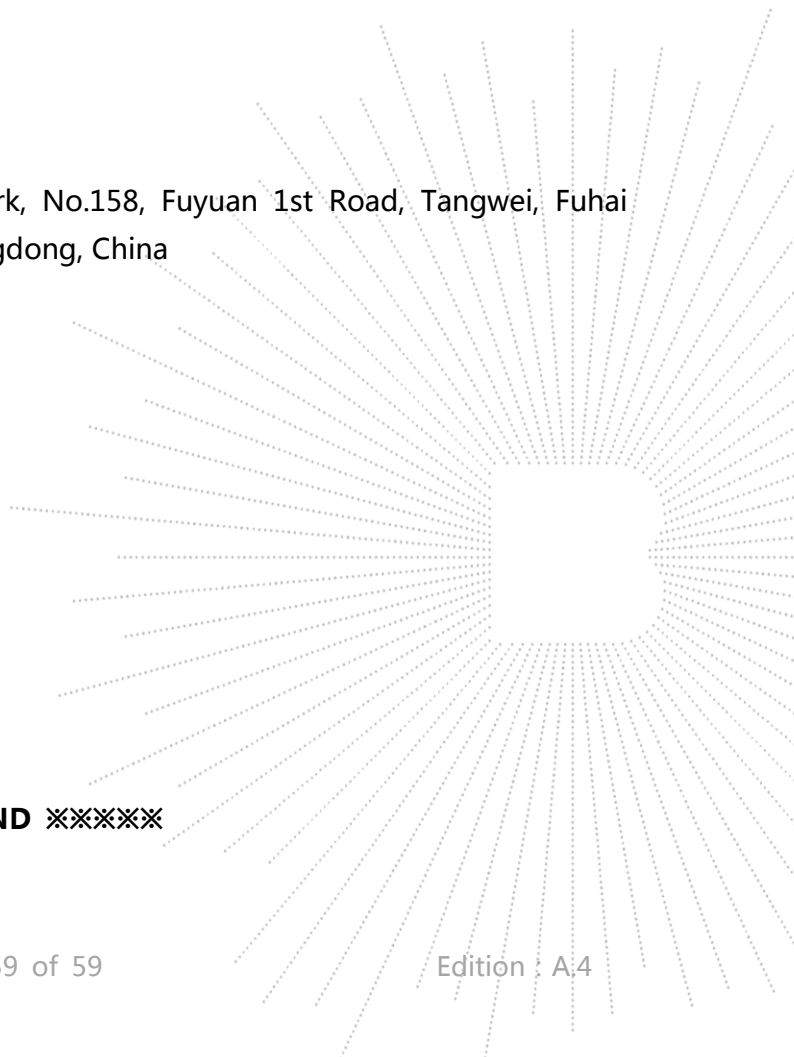 rk, No.158, Fuyuan 1st Road, Tangwei, Fuhai
gdong, China
ND ※※※※※
9 of 59
Edition : A.4